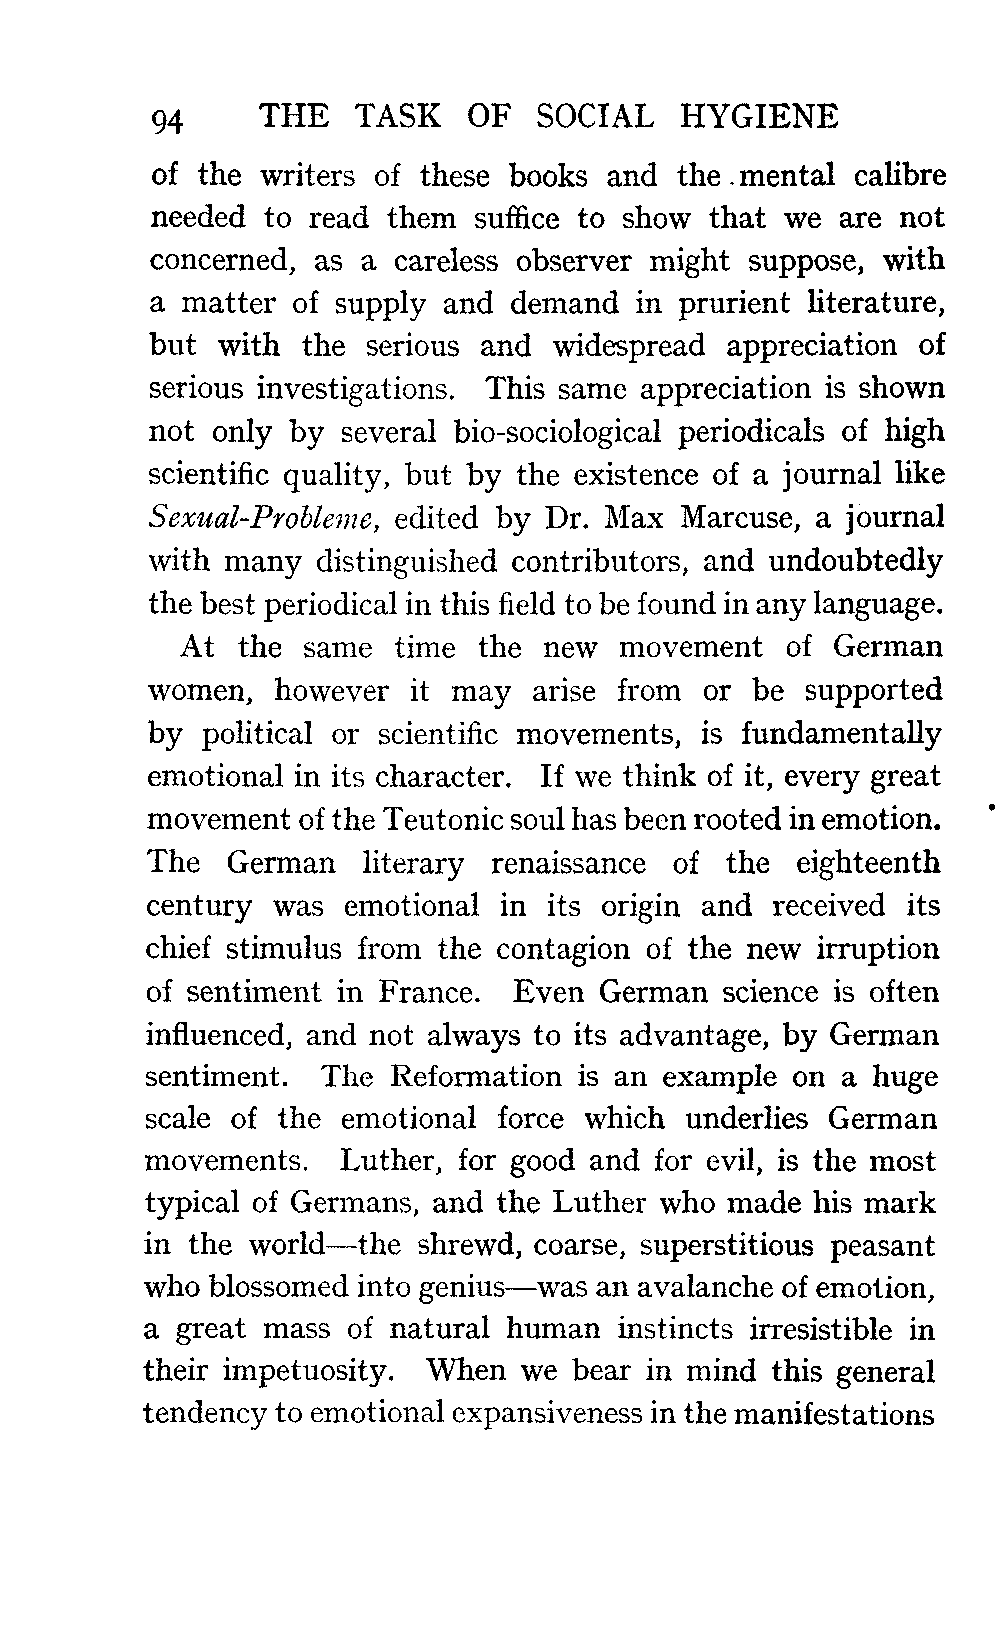 94 THE TASK OF SOCIAL HYGIENE
of the writers of these books and the mental calibre
needed to read them suffice to show that we are not
concerned, as a careless observer might suppose, with
a matter of supply and demand in prurient literature,
but with the serious and widespread appreciation of
serious investigations. This same appreciation is shown
not only by several bio-sociological periodicals of high
scientific quality, but by the existence of a journal like
Sexual-Probleme, edited by Dr. Max Marcuse, a journal
with many distinguished contributors, and undoubtedly
the best periodical in this field to be found in any language.
At the same time the new movement of German
women, however it may arise from or be supported
by political or scientific movements, is fundamentally
emotional in its character. If we think of it, every great
movement of the Teutonic soul has been rooted in emotion.
The German literary renaissance of the eighteenth
century was emotional in its origin and received its
chief stimulus from the contagion of the new irruption
of sentiment in France. Even German science is often
influenced, and not always to its advantage, by German
sentiment. The Reformation is an example on a huge
scale of the emotional force which underlies German
movements. Luther, for good and for evil, is the most
typical of Germans, and the Luther who made his mark
in the world—the shrewd, coarse, superstitious peasant
who blossomed into genius—was an avalanche of emotion,
a great mass of natural human instincts irresistible in
their impetuosity. When we bear in mind this general
tendency to emotional expansiveness in the manifestations